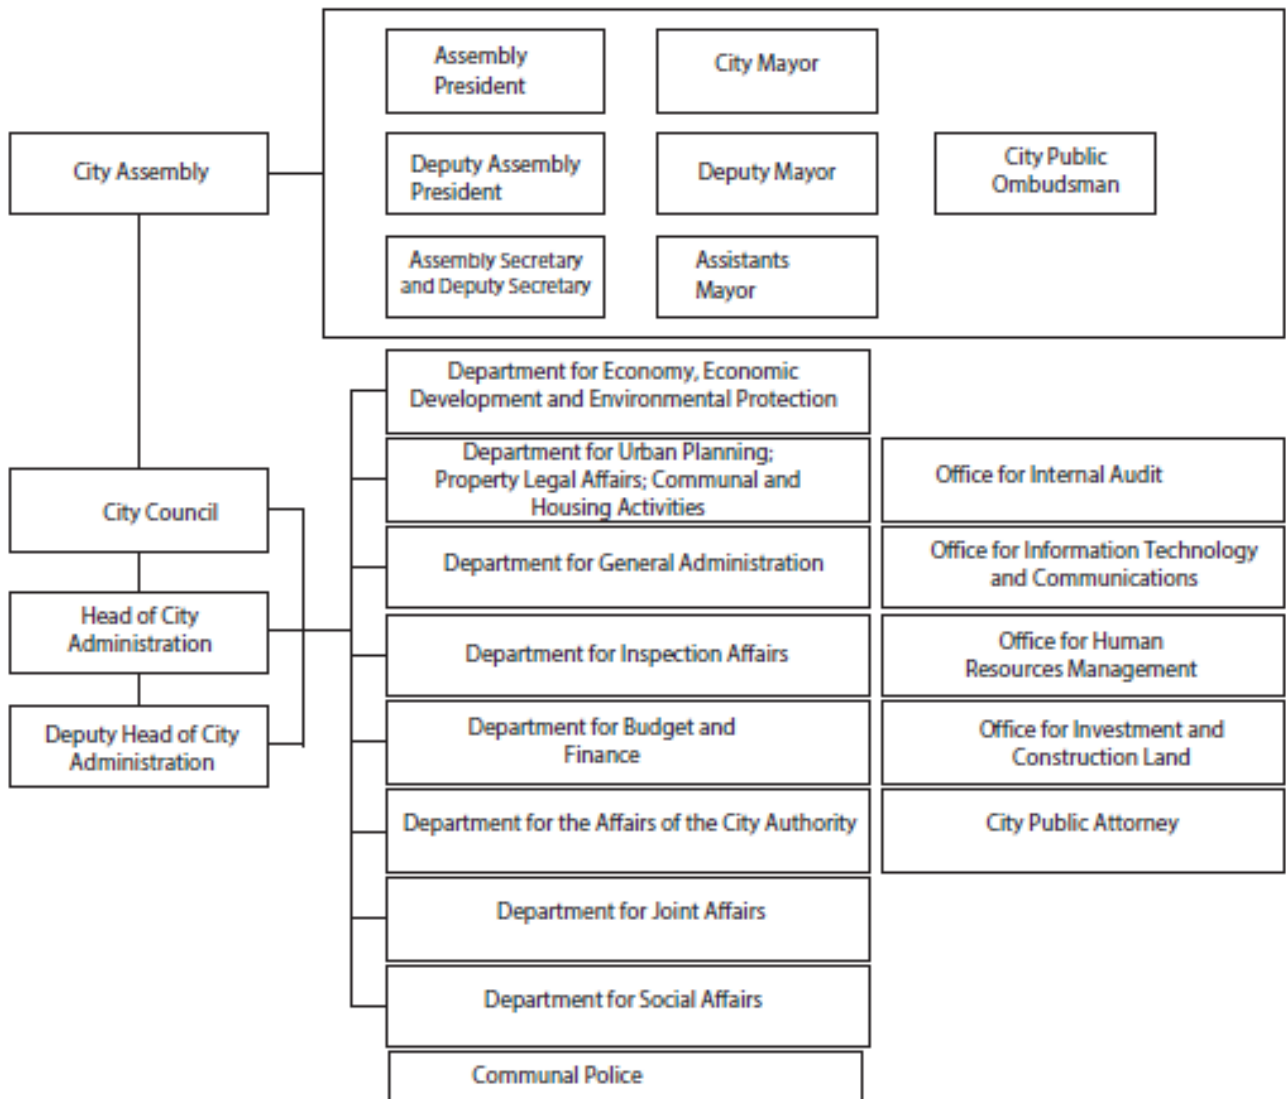 Assembly
President
City Mayor
City Assembly
Deputy Assembly
President
Deputy Mayor
City Public
Ombudsman
Assembly Secretary
and Deputy Secretary
Assistants
Mayor
Department for Economy, Economic
Development and Environmental Protection
Department for Urban Planning;
Property Legal Affairs; Communal and
Housing Activities
Office for Internal Audit
City Council
Department for General Administration
Office for Information Technology
and Communications
Head of City
Administration
Department for Inspection Affairs
Office for Human
Resources Management
Deputy Head of City
Administration
Department for Budget and
Finance
Office for Investment and
Construction Land
Department for the Affairs of the City Authority
City Public Attorney
Department for Joint Affairs
Department for Social Affairs
Communal Police